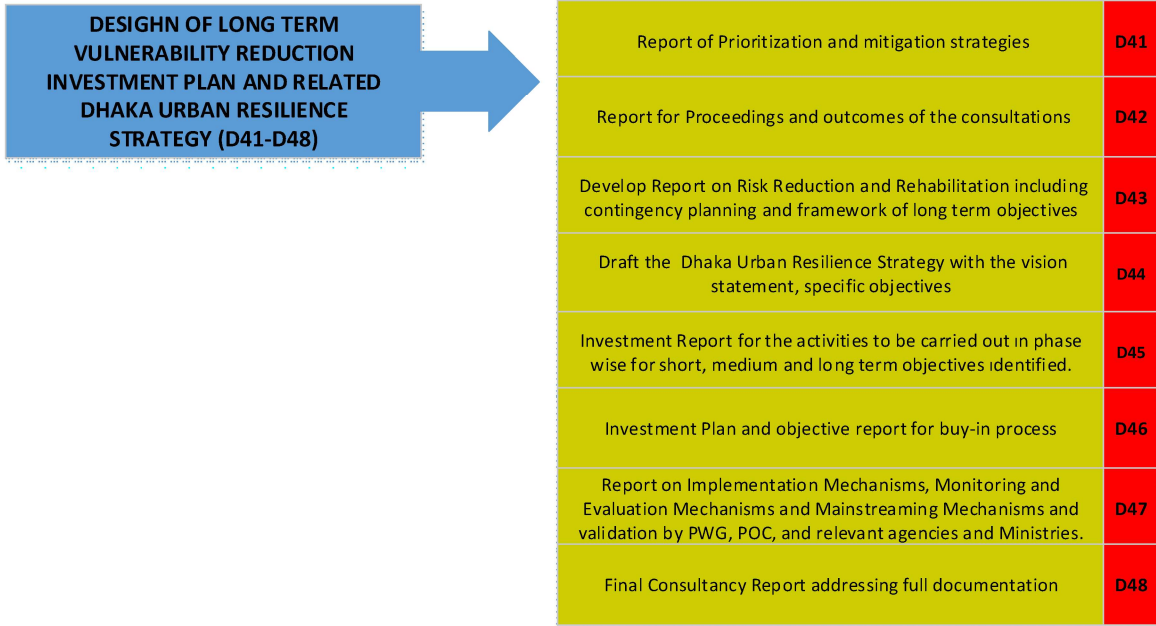 DESIGHN OF LONG TERM
VULNERABILITY REDUCTION
INVESTMENT PLAN AND RELATED
DHAKA URBAN RESILIENCE
STRATEGY (D41-D48)
Report of Prioritization and mitigation strategies
D41
Report for Proceedings and outcomes of the consultations
D42
Develop Report on Risk Reduction and Rehabilitation including
contingency planning and framework of long term objectives
D43
Draft the Dhaka Urban Resilience Strategy with the vision
statement, specific objectives
D44
Investment Report for the activities to be carried out in phase
wise for short, medium and long term objectives identified.
D45
Investment Plan and objective report for buy-in process
D46
Report on Implementation Mechanisms, Monitoring and
Evaluation Mechanisms and Mainstreaming Mechanisms and
validation by PWG, POC, and relevant agencies and Ministries.
D47
Final Consultancy Report addressing full documentation
D48